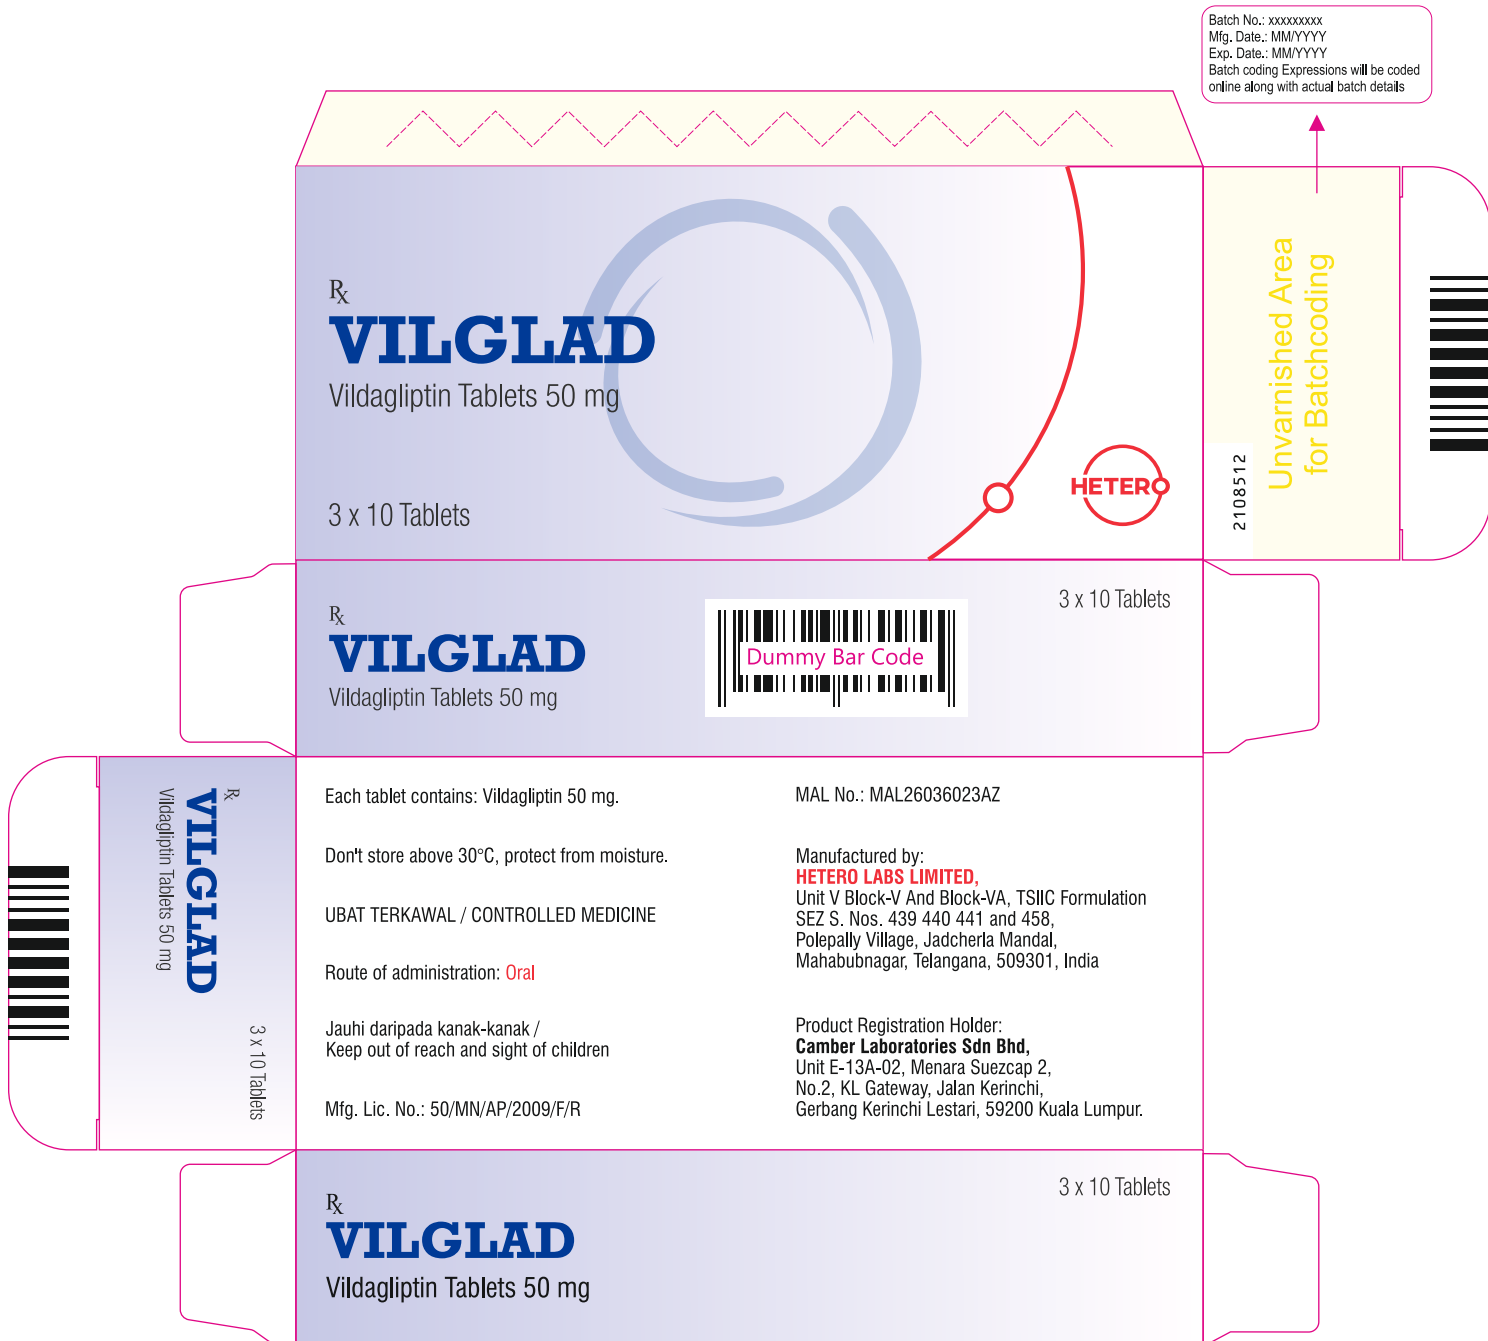 Batch No.: xxxxxxxxx
Mfg. Date.: MM/YYYY
Exp. Date.: MM/YYYY
Batch coding Expressions will be coded
online along with actual batch details
Rx
VILGLAD
Vildagliptin Tablets 50 mg
3 x 10 Tablets
HETERO
2108512
Unvarnished Area
for Batchcoding
Rx
VILGLAD
Vildagliptin Tablets 50 mg
Dummy Bar Code
3 x 10 Tablets
Rx
VILGLAD
Vildagliptin Tablets 50 mg
3 x 10 Tablets
Each tablet contains: Vildagliptin 50 mg.
Don't store above 30°C, protect from moisture.
UBAT TERKAWAL / CONTROLLED MEDICINE
Route of administration: Oral
Jauhi daripada kanak-kanak /
Keep out of reach and sight of children
Mfg. Lic. No.: 50/MN/AP/2009/F/R
MAL No.: MAL26036023AZ
Manufactured by:
HETERO LABS LIMITED,
Unit V Block-V And Block-VA, TSIIC Formulation
SEZ S. Nos. 439 440 441 and 458,
Polepally Village, Jadcherla Mandal,
Mahabubnagar, Telangana, 509301, India
Product Registration Holder:
Camber Laboratories Sdn Bhd,
Unit E-13A-02, Menara Suezcap 2,
No.2, KL Gateway, Jalan Kerinchi,
Gerbang Kerinchi Lestari, 59200 Kuala Lumpur.
Rx
VILGLAD
Vildagliptin Tablets 50 mg
3 x 10 Tablets